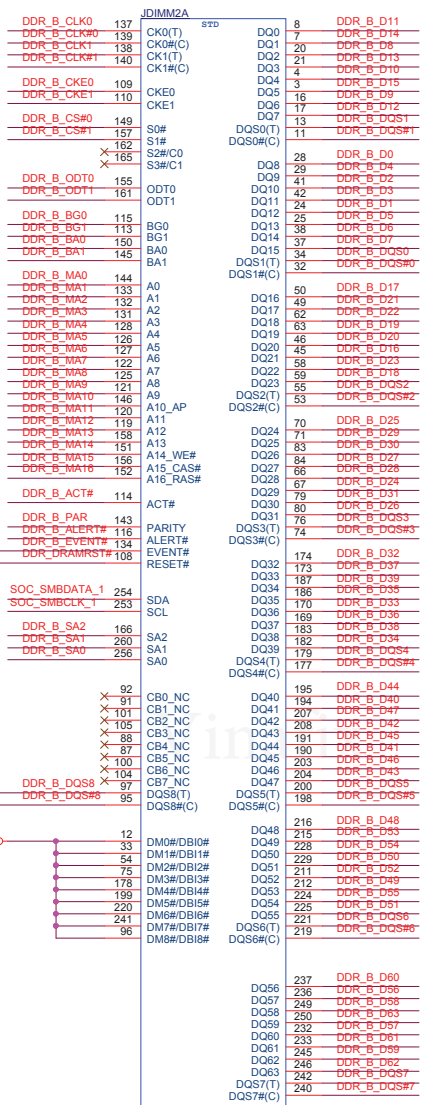 JDIMM2A
STD
DDR_B_CLK0 137 CK0(T)
DDR_B_CLK#0 139 CK0#(C)
DDR_B_CLK1 138 CK1(T)
DDR_B_CLK#1 140 CK1#(C)
DDR_B_CKE0 109 CKE0
DDR_B_CKE1 110 CKE1
DDR_B_CS#0 149 S0#
DDR_B_CS#1 157 S1#
162 S2#/C0
165 S3#/C1
DDR_B_ODT0 155 ODT0
DDR_B_ODT1 161 ODT1
DDR_B_BG0 115 BG0
DDR_B_BG1 113 BG1
DDR_B_BA0 150 BA0
DDR_B_BA1 145 BA1
DDR_B_MA0 144 A0
DDR_B_MA1 133 A1
DDR_B_MA2 132 A2
DDR_B_MA3 131 A3
DDR_B_MA4 128 A4
DDR_B_MA5 126 A5
DDR_B_MA6 127 A6
DDR_B_MA7 122 A7
DDR_B_MA8 125 A8
DDR_B_MA9 121 A9
DDR_B_MA10 146 A10_AP
DDR_B_MA11 120 A11
DDR_B_MA12 119 A12
DDR_B_MA13 158 A13
DDR_B_MA14 151 A14_WE#
DDR_B_MA15 156 A15_CAS#
DDR_B_MA16 152 A16_RAS#
DDR_B_ACT# 114 ACT#
DDR_B_PAR 143 PARITY
DDR_B_ALERT# 116 ALERT#
DDR_B_EVENT# 134 EVENT#
DDR_DRAMRST# 108 RESET#
SOC_SMBDATA_1 254 SDA
SOC_SMBCLK_1 253 SCL
DDR_B_SA2 166 SA2
DDR_B_SA1 260 SA1
DDR_B_SA0 256 SA0
92 CB0_NC
91 CB1_NC
101 CB2_NC
105 CB3_NC
88 CB4_NC
87 CB5_NC
100 CB6_NC
104 CB7_NC
DDR_B_DQS8 97 DQS8(T)
DDR_B_DQS#8 95 DQS8#(C)
12 DM0#/DBI0#
33 DM1#/DBI1#
54 DM2#/DBI2#
75 DM3#/DBI3#
178 DM4#/DBI4#
199 DM5#/DBI5#
220 DM6#/DBI6#
241 DM7#/DBI7#
96 DM8#/DBI8#
DQ0 8 DDR_B_D11
DQ1 7 DDR_B_D14
DQ2 20 DDR_B_D8
DQ3 21 DDR_B_D13
DQ4 4 DDR_B_D10
DQ5 3 DDR_B_D15
DQ6 16 DDR_B_D9
DQ7 17 DDR_B_D12
DQS0(T) 13 DDR_B_DQS1
DQS0#(C) 11 DDR_B_DQS#1
DQ8 28 DDR_B_D0
DQ9 29 DDR_B_D4
DQ10 41 DDR_B_D2
DQ11 42 DDR_B_D3
DQ12 24 DDR_B_D1
DQ13 25 DDR_B_D5
DQ14 38 DDR_B_D6
DQ15 37 DDR_B_D7
DQS1(T) 34 DDR_B_DQS0
DQS1#(C) 32 DDR_B_DQS#0
DQ16 50 DDR_B_D17
DQ17 49 DDR_B_D21
DQ18 62 DDR_B_D22
DQ19 63 DDR_B_D19
DQ20 46 DDR_B_D20
DQ21 45 DDR_B_D16
DQ22 58 DDR_B_D23
DQ23 59 DDR_B_D18
DQS2(T) 55 DDR_B_DQS2
DQS2#(C) 53 DDR_B_DQS#2
DQ24 70 DDR_B_D25
DQ25 71 DDR_B_D29
DQ26 83 DDR_B_D30
DQ27 84 DDR_B_D27
DQ28 66 DDR_B_D28
DQ29 67 DDR_B_D24
DQ30 79 DDR_B_D31
DQ31 80 DDR_B_D26
DQS3(T) 76 DDR_B_DQS3
DQS3#(C) 74 DDR_B_DQS#3
DQ32 174 DDR_B_D32
DQ33 173 DDR_B_D37
DQ34 187 DDR_B_D39
DQ35 186 DDR_B_D35
DQ36 170 DDR_B_D33
DQ37 169 DDR_B_D36
DQ38 183 DDR_B_D38
DQ39 182 DDR_B_D34
DQS4(T) 179 DDR_B_DQS4
DQS4#(C) 177 DDR_B_DQS#4
DQ40 195 DDR_B_D44
DQ41 194 DDR_B_D40
DQ42 207 DDR_B_D47
DQ43 208 DDR_B_D42
DQ44 191 DDR_B_D45
DQ45 190 DDR_B_D41
DQ46 203 DDR_B_D46
DQ47 204 DDR_B_D43
DQS5(T) 200 DDR_B_DQS5
DQS5#(C) 198 DDR_B_DQS#5
DQ48 216 DDR_B_D48
DQ49 215 DDR_B_D53
DQ50 228 DDR_B_D54
DQ51 229 DDR_B_D50
DQ52 211 DDR_B_D52
DQ53 212 DDR_B_D49
DQ54 224 DDR_B_D55
DQ55 225 DDR_B_D51
DQS6(T) 221 DDR_B_DQS6
DQS6#(C) 219 DDR_B_DQS#6
DQ56 237 DDR_B_D60
DQ57 236 DDR_B_D56
DQ58 249 DDR_B_D58
DQ59 250 DDR_B_D63
DQ60 232 DDR_B_D57
DQ61 233 DDR_B_D61
DQ62 245 DDR_B_D59
DQ63 246 DDR_B_D62
DQS7(T) 242 DDR_B_DQS7
DQS7#(C) 240 DDR_B_DQS#7